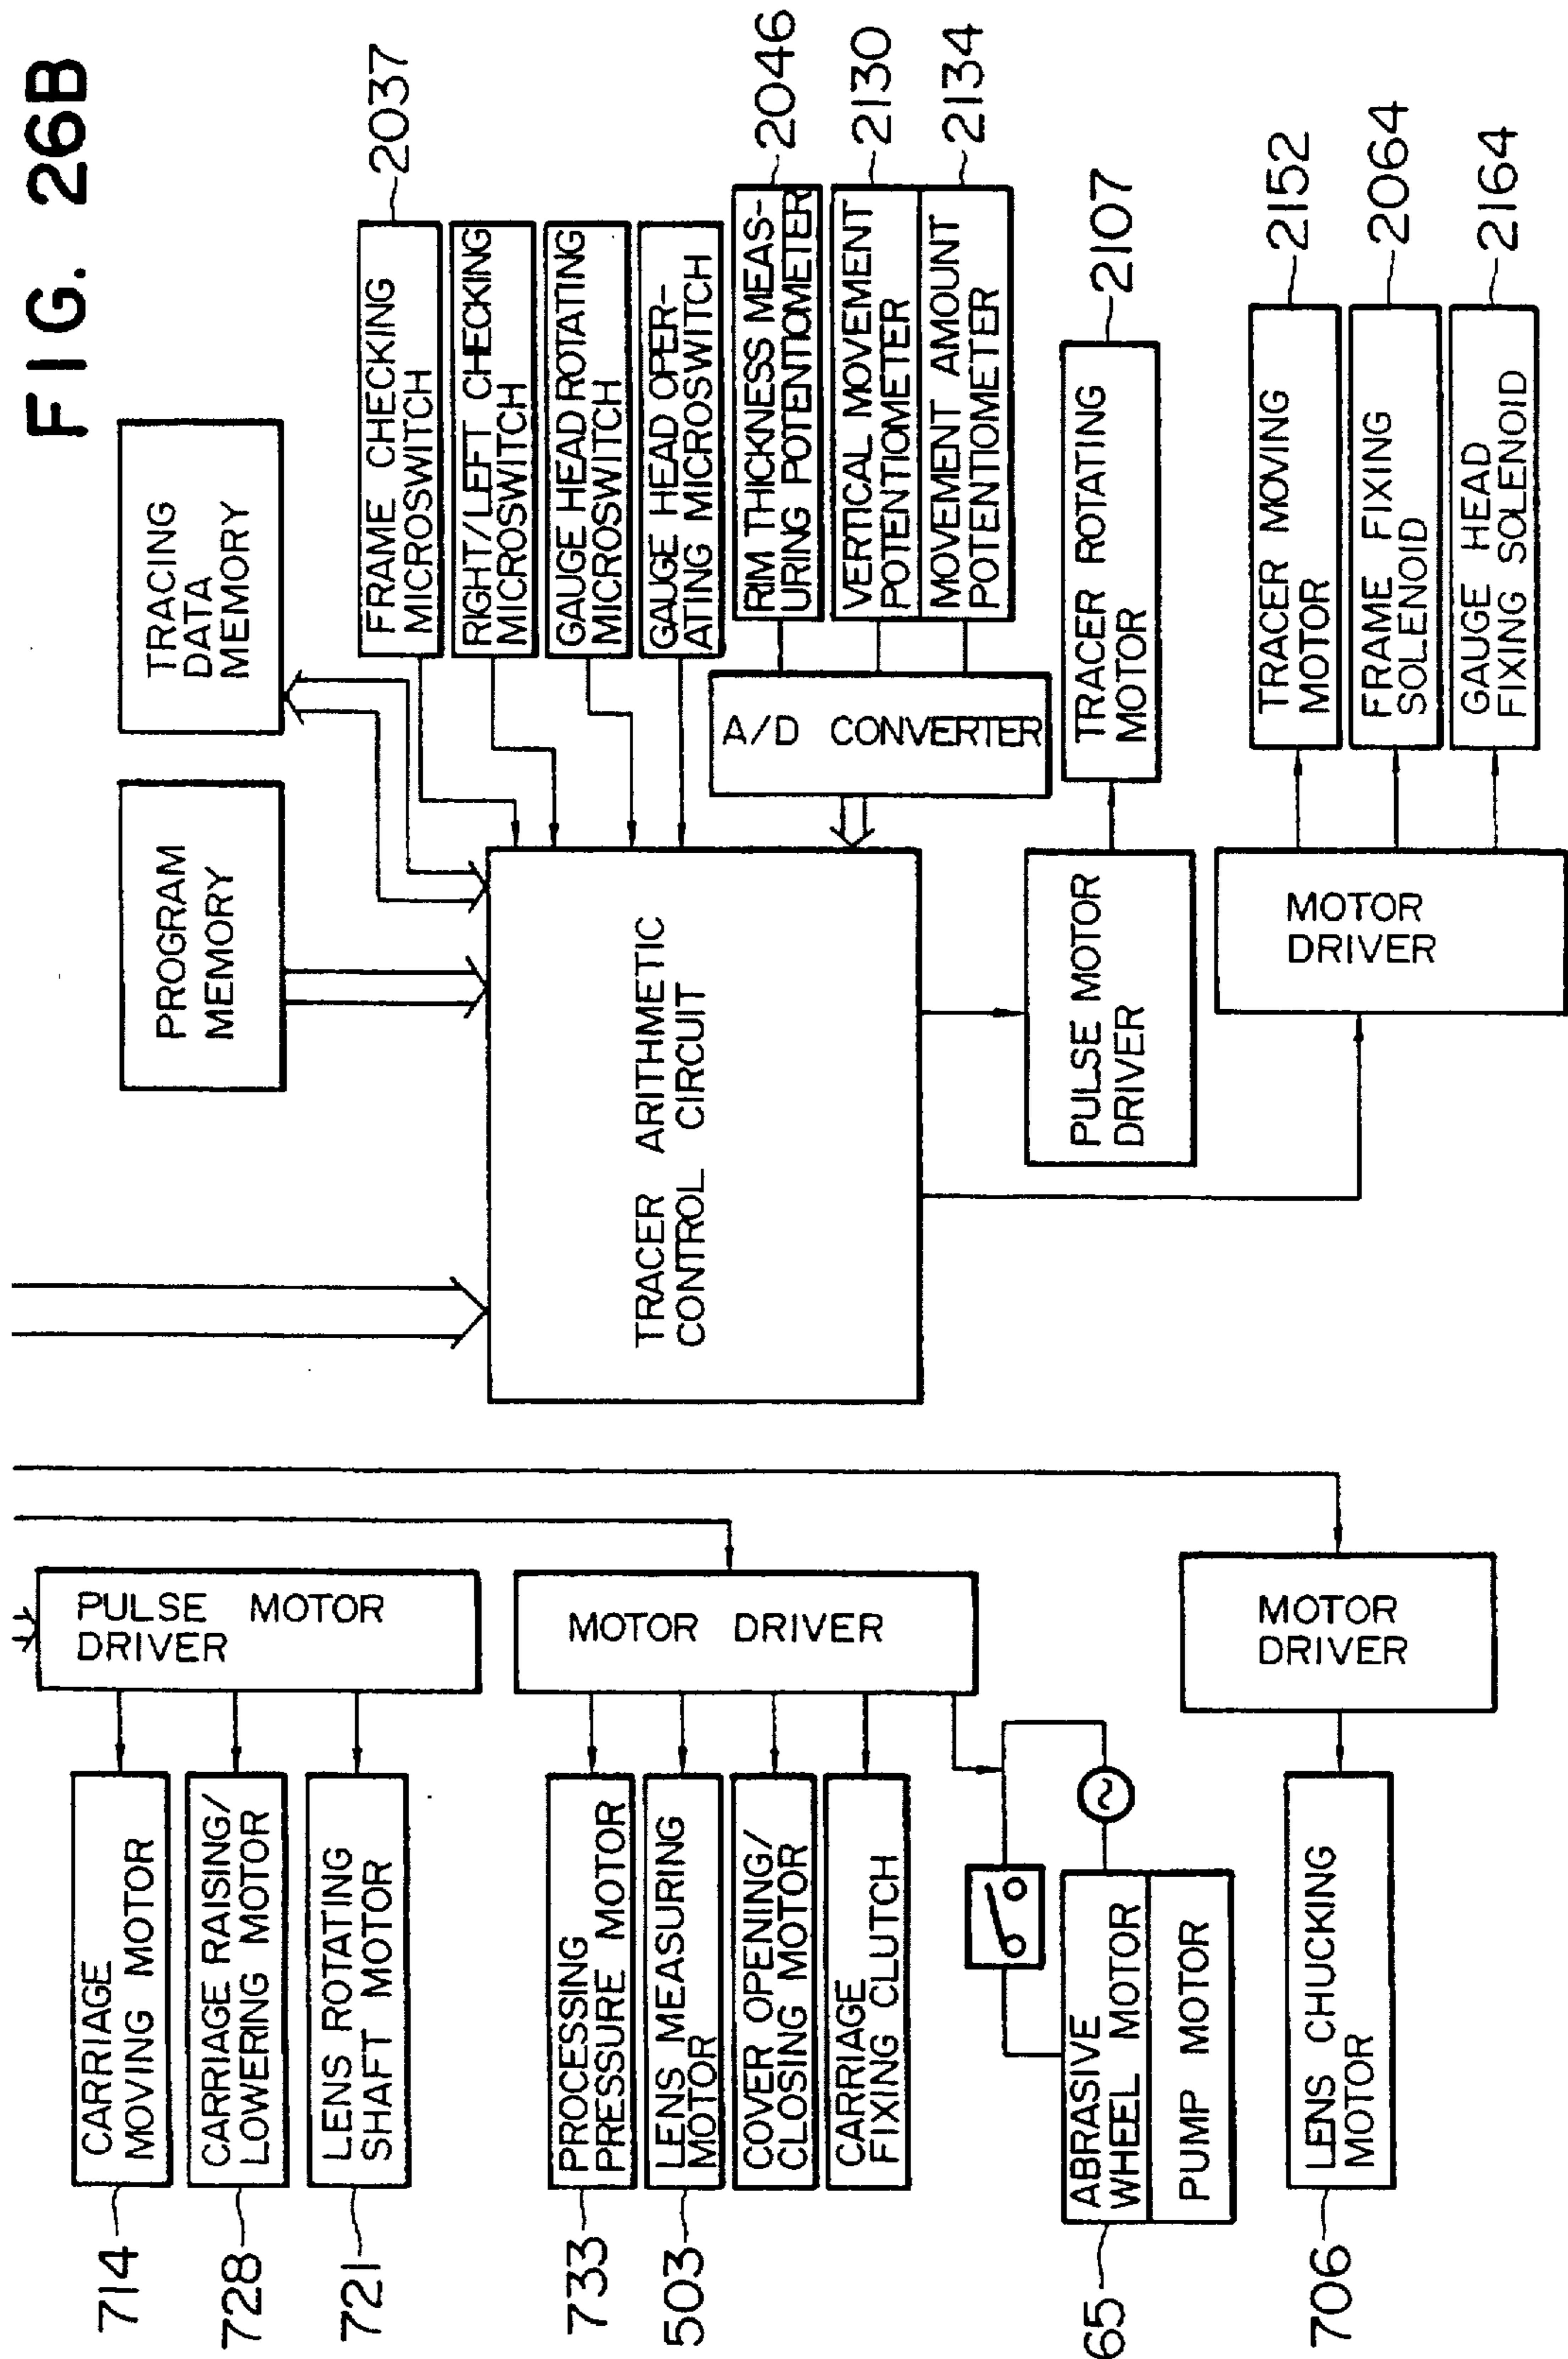 FIG. 26B
714
CARRIAGE
MOVING MOTOR
728
CARRIAGE RAISING/
LOWERING MOTOR
721
LENS ROTATING
SHAFT MOTOR
PULSE MOTOR
DRIVER
733
PROCESSING
PRESSURE MOTOR
503
LENS MEASURING
MOTOR
COVER OPENING/
CLOSING MOTOR
CARRIAGE
FIXING CLUTCH
MOTOR DRIVER
65
ABRASIVE
WHEEL MOTOR
PUMP MOTOR
~
706
LENS CHUCKING
MOTOR
MOTOR
DRIVER
PROGRAM
MEMORY
TRACING
DATA
MEMORY
TRACER ARITHMETIC
CONTROL CIRCUIT
FRAME CHECKING
MICROSWITCH
2037
RIGHT/LEFT CHECKING
MICROSWITCH
GAUGE HEAD ROTATING
MICROSWITCH
GAUGE HEAD OPER-
ATING MICROSWITCH
RIM THICKNESS MEAS-
URING POTENTIOMETER
2046
VERTICAL MOVEMENT
POTENTIOMETER
2130
MOVEMENT AMOUNT
POTENTIOMETER
2134
A/D CONVERTER
PULSE MOTOR
DRIVER
TRACER ROTATING
MOTOR
2107
MOTOR
DRIVER
TRACER MOVING
MOTOR
2152
FRAME FIXING
SOLENOID
2064
GAUGE HEAD
FIXING SOLENOID
2164